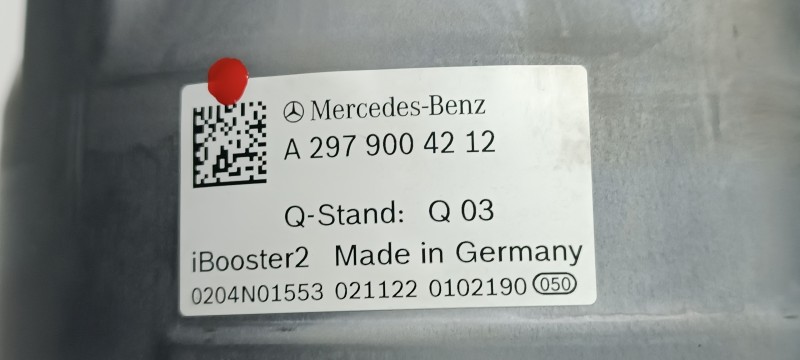 Mercedes-Benz
A 297 900 42 12
Q-Stand: Q 03
iBooster2 Made in Germany
0204N01553 021122 0102190 050